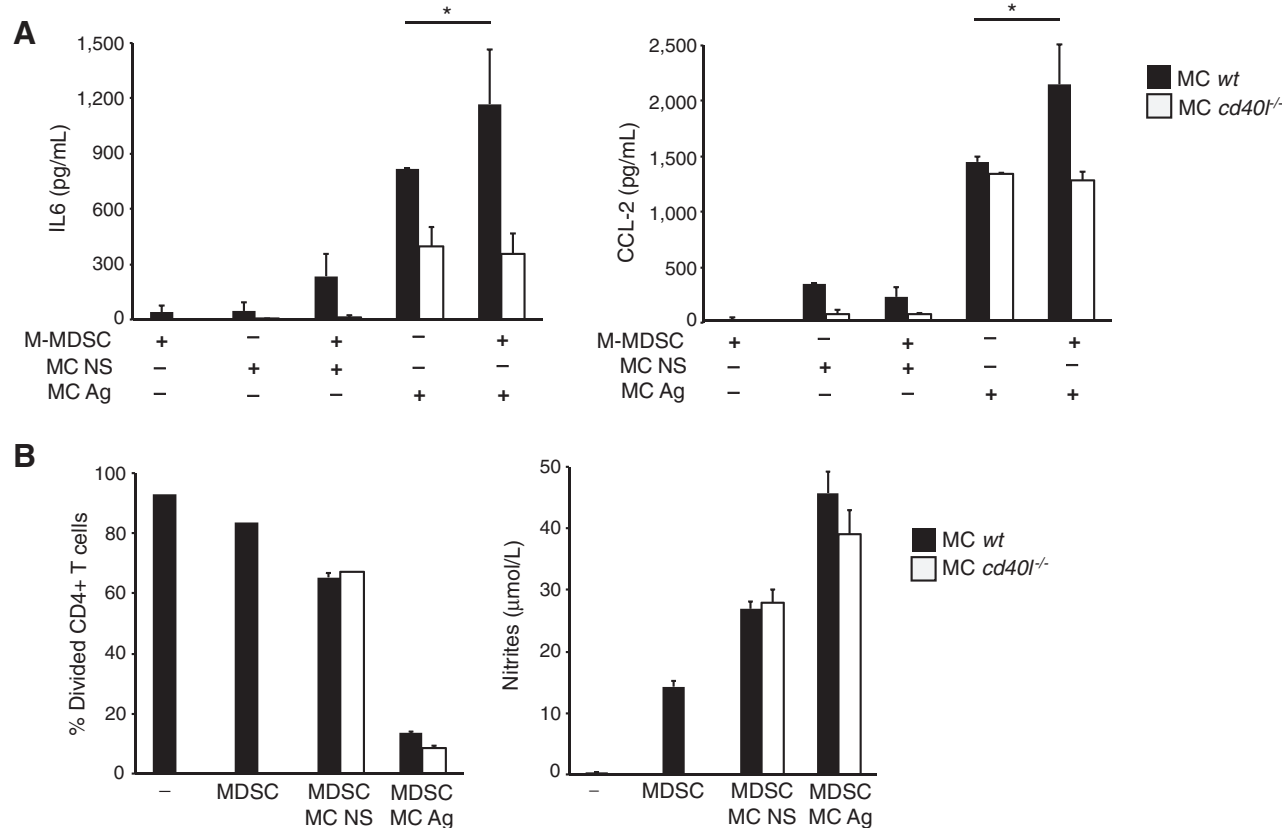 A
*
1,500
1,200
900
600
300
0
IL6 (pg/mL)
M-MDSC + – + – +
MC NS – + + – –
MC Ag – – – + +
*
2,500
2,000
1,500
1,000
500
0
CCL-2 (pg/mL)
M-MDSC + – + – +
MC NS – + + – –
MC Ag – – – + +
MC wt
MC cd40l-/-
B
100
80
60
40
20
0
% Divided CD4+ T cells
– MDSC MDSC MDSC
MC NS MC Ag
50
40
30
20
10
0
Nitrites (μmol/L)
– MDSC MDSC MDSC
MC NS MC Ag
MC wt
MC cd40l-/-